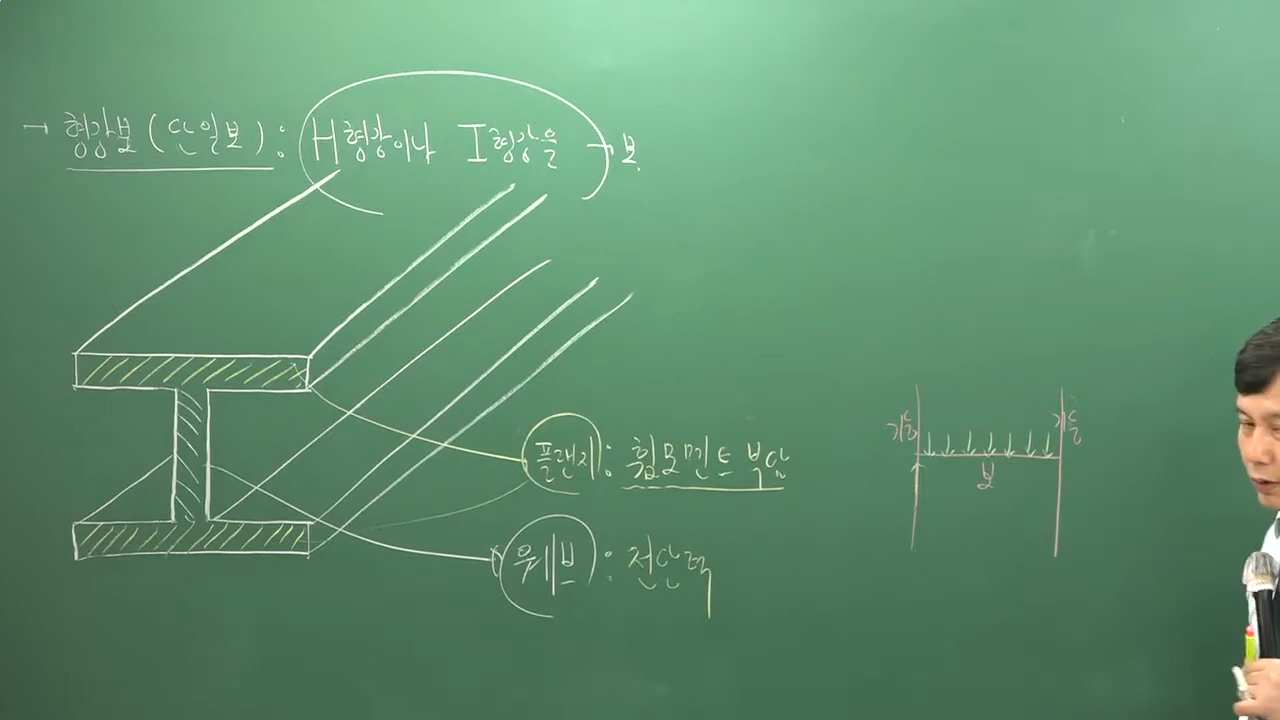 → 형강보(단일보): H형강이나 I형강을 → 보.
플랜지: 휨모멘트 부담
웨브: 전단력
기둥
기둥
보